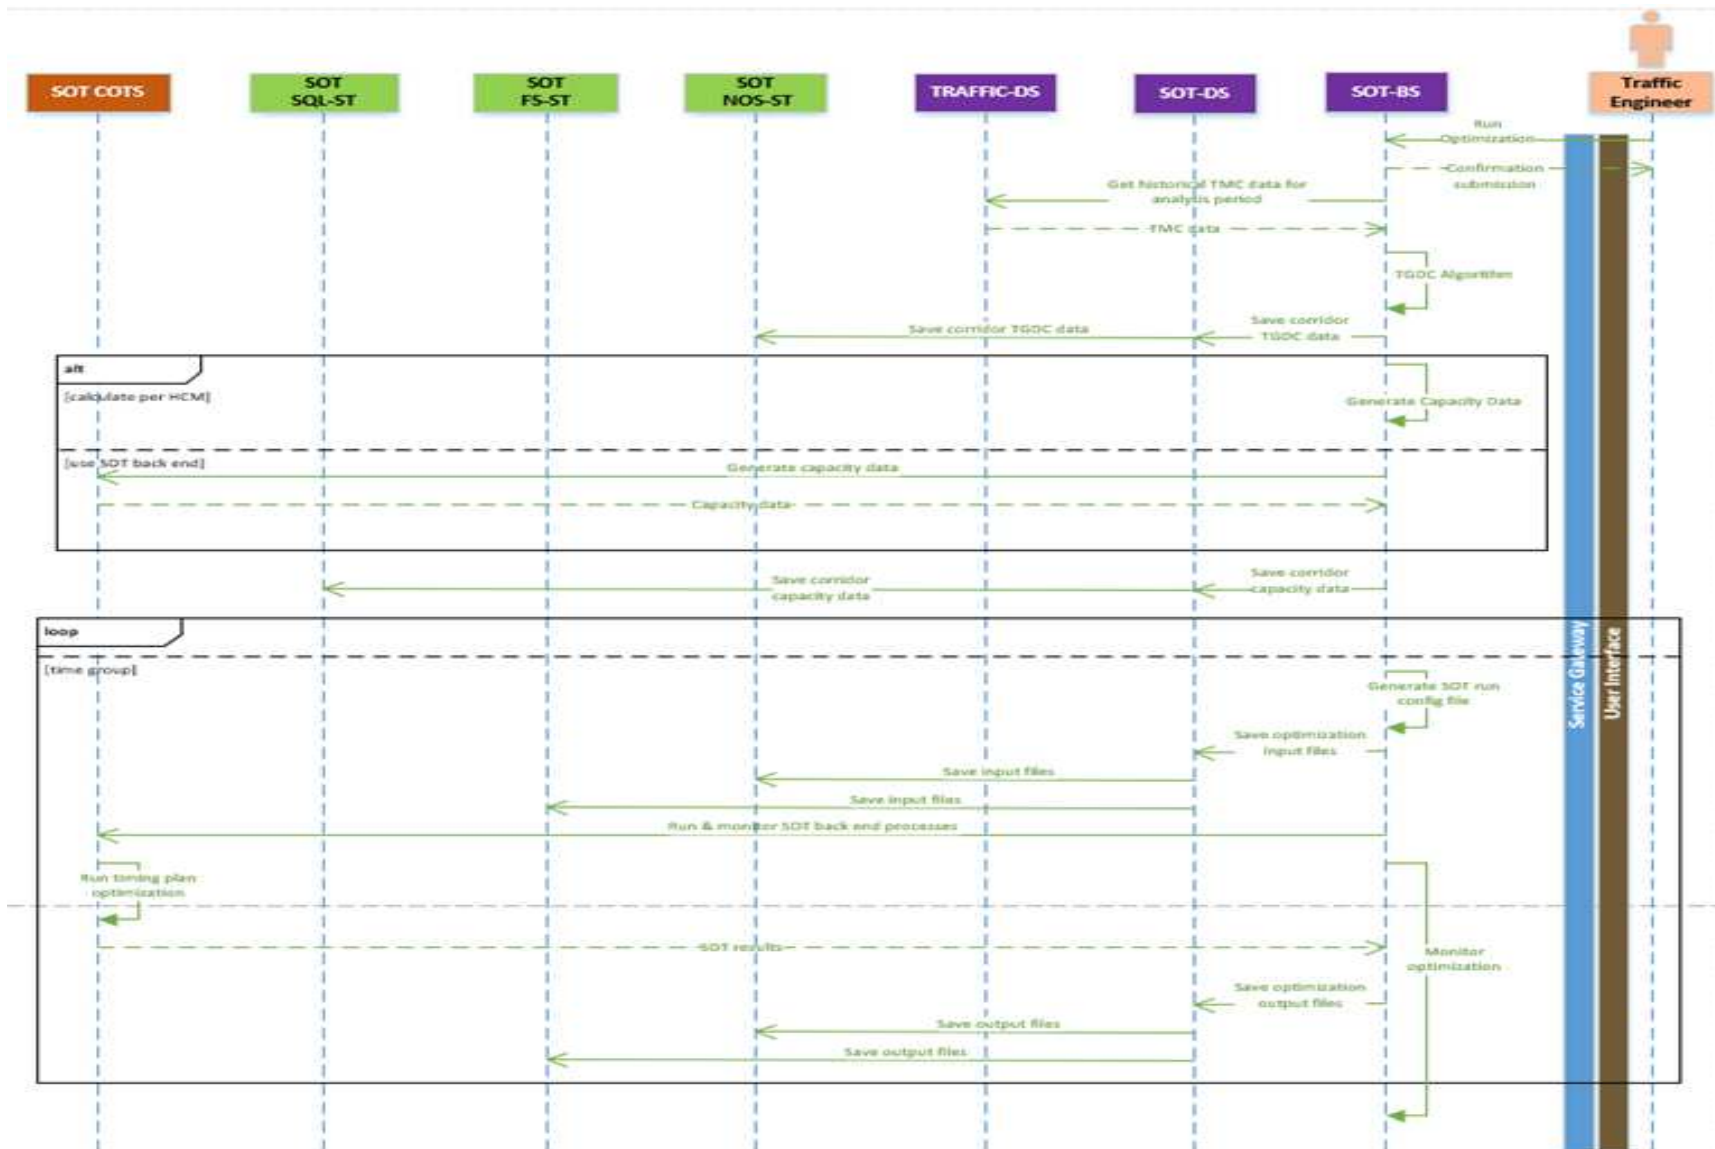 SOT COTS
SOT
SQL-ST
SOT
FS-ST
SOT
NOS-ST
TRAFFIC-DS
SOT-DS
SOT-BS
Traffic
Engineer
Run
Optimization
Confirmation
submission
Get historical TMC data for
analysis period
TMC data
TGDC Algorithm
Save corridor
TGDC data
Save corridor TGDC data
alt
[calculate per HCM]
Generate Capacity Data
[use SOT back end]
Generate capacity data
Capacity data
Save corridor
capacity data
Save corridor
capacity data
loop
[time group]
Service Gateway
User Interface
Generate SOT run
config file
Save optimization
input files
Save input files
Save input files
Run & monitor SOT back end processes
Run timing plan
optimization
SOT results
Monitor
optimization
Save optimization
output files
Save output files
Save output files